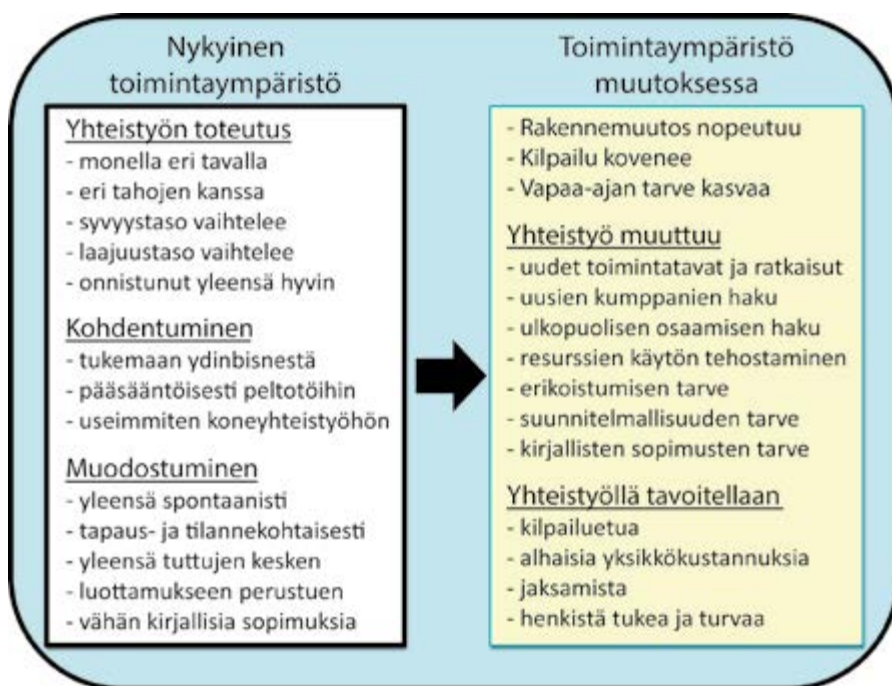 Nykyinen
toimintaympäristö
Yhteistyön toteutus
- monella eri tavalla
- eri tahojen kanssa
- syvyystaso vaihtelee
- laajuustaso vaihtelee
- onnistunut yleensä hyvin
Kohdentuminen
- tukemaan ydinbisnestä
- pääsääntöisesti peltotöihin
- useimmiten koneyhteistyöhön
Muodostuminen
- yleensä spontaanisti
- tapaus- ja tilannekohtaisesti
- yleensä tuttujen kesken
- luottamukseen perustuen
- vähän kirjallisia sopimuksia
Toimintaympäristö
muutoksessa
- Rakennemuutos nopeutuu
- Kilpailu kovenee
- Vapaa-ajan tarve kasvaa
Yhteistyö muuttuu
- uudet toimintatavat ja ratkaisut
- uusien kumppanien haku
- ulkopuolisen osaamisen haku
- resurssien käytön tehostaminen
- erikoistumisen tarve
- suunnitelmallisuuden tarve
- kirjallisten sopimusten tarve
Yhteistyöllä tavoitellaan
- kilpailuetua
- alhaisia yksikkökustannuksia
- jaksamista
- henkistä tukea ja turvaa